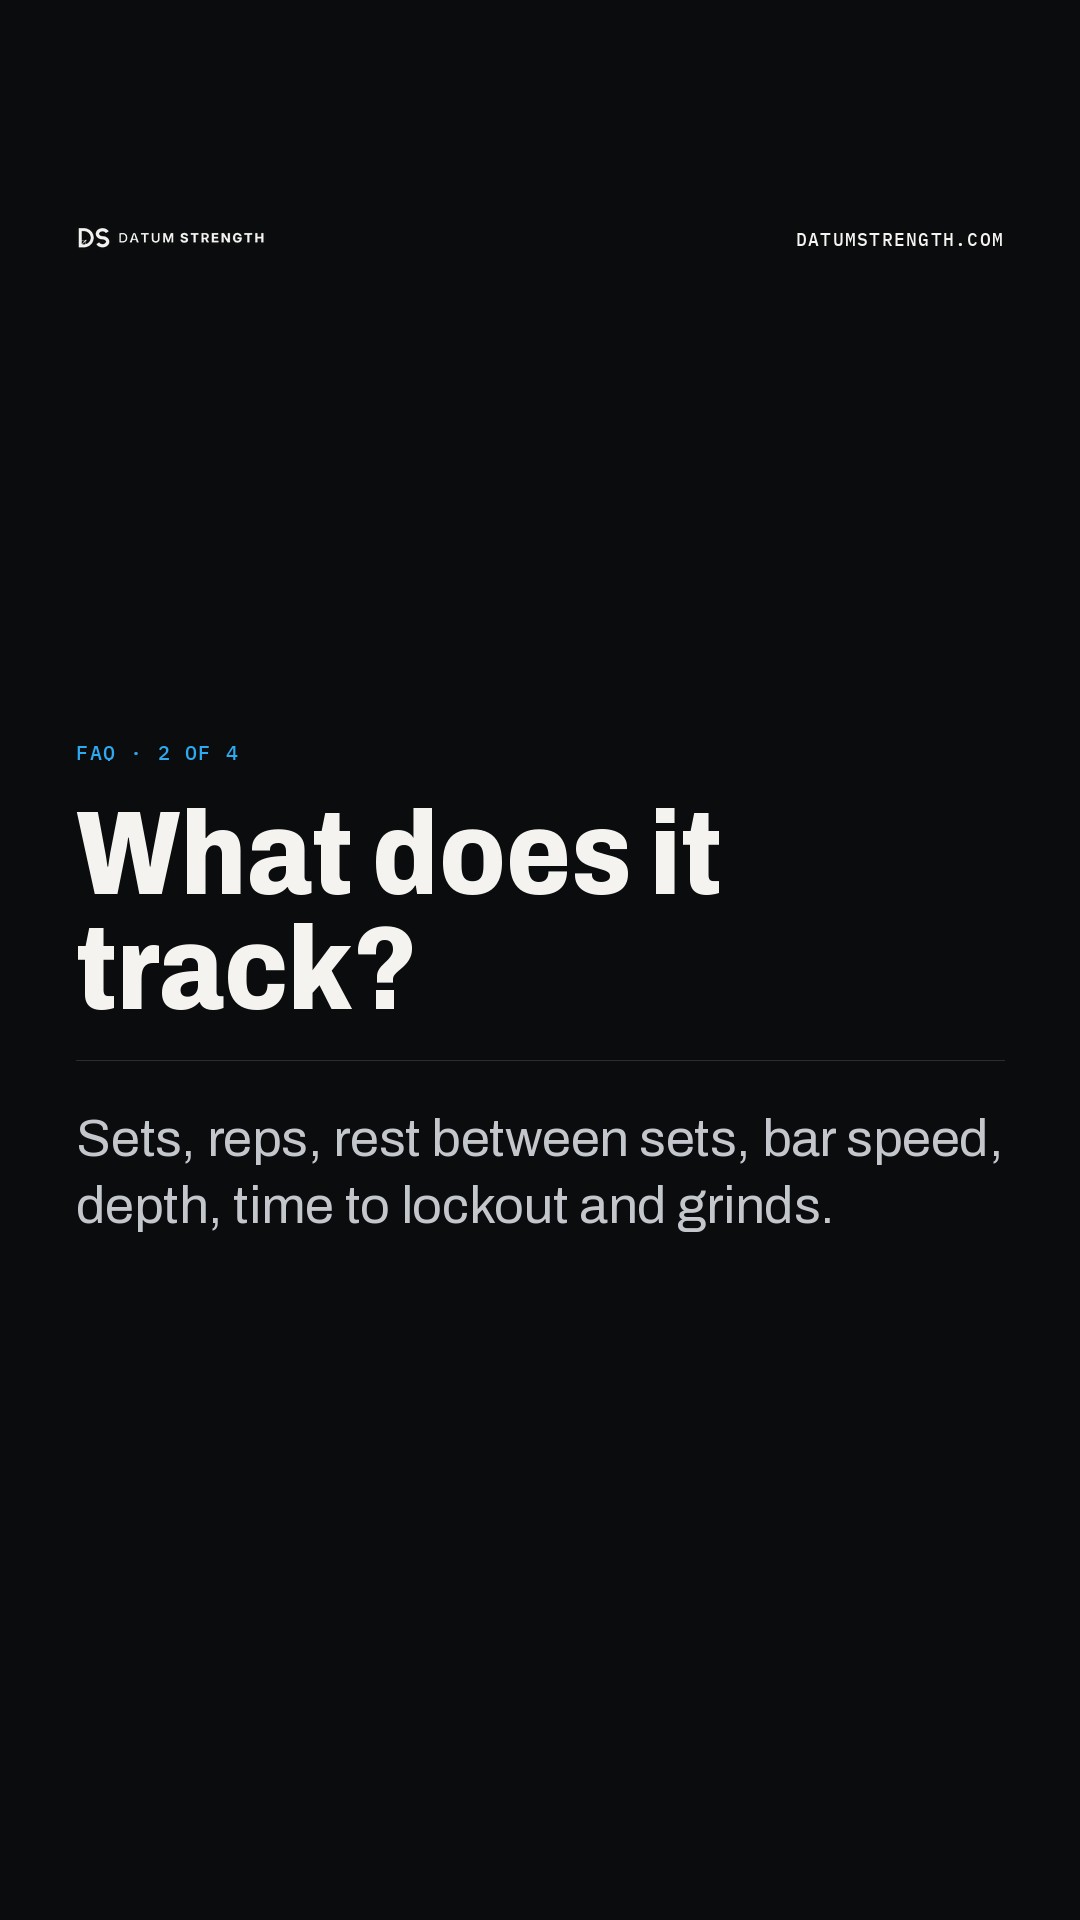 DS DATUM STRENGTH
DATUMSTRENGTH.COM
FAQ · 2 OF 4
What does it
track?
Sets, reps, rest between sets, bar speed,
depth, time to lockout and grinds.